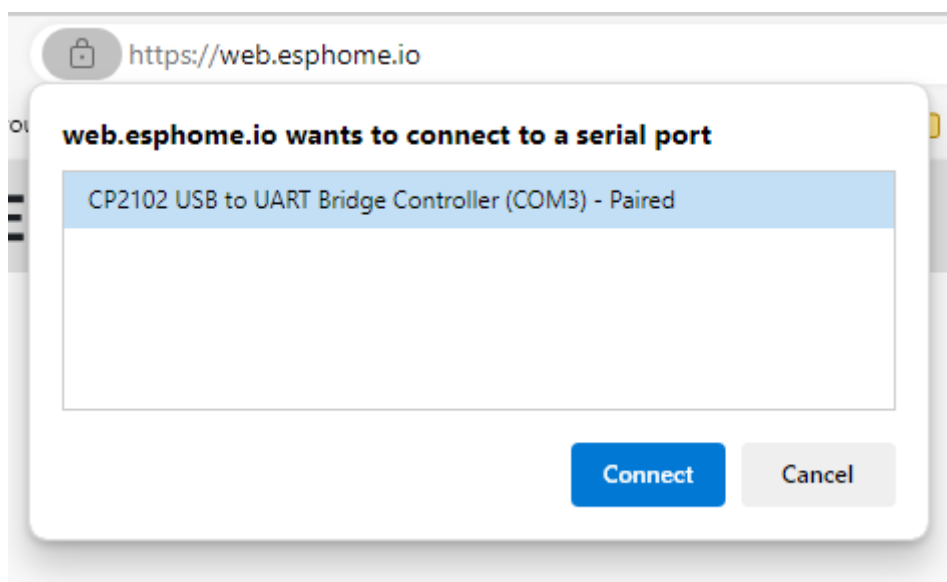 https://web.esphome.io
web.esphome.io wants to connect to a serial port
CP2102 USB to UART Bridge Controller (COM3) - Paired
Connect
Cancel